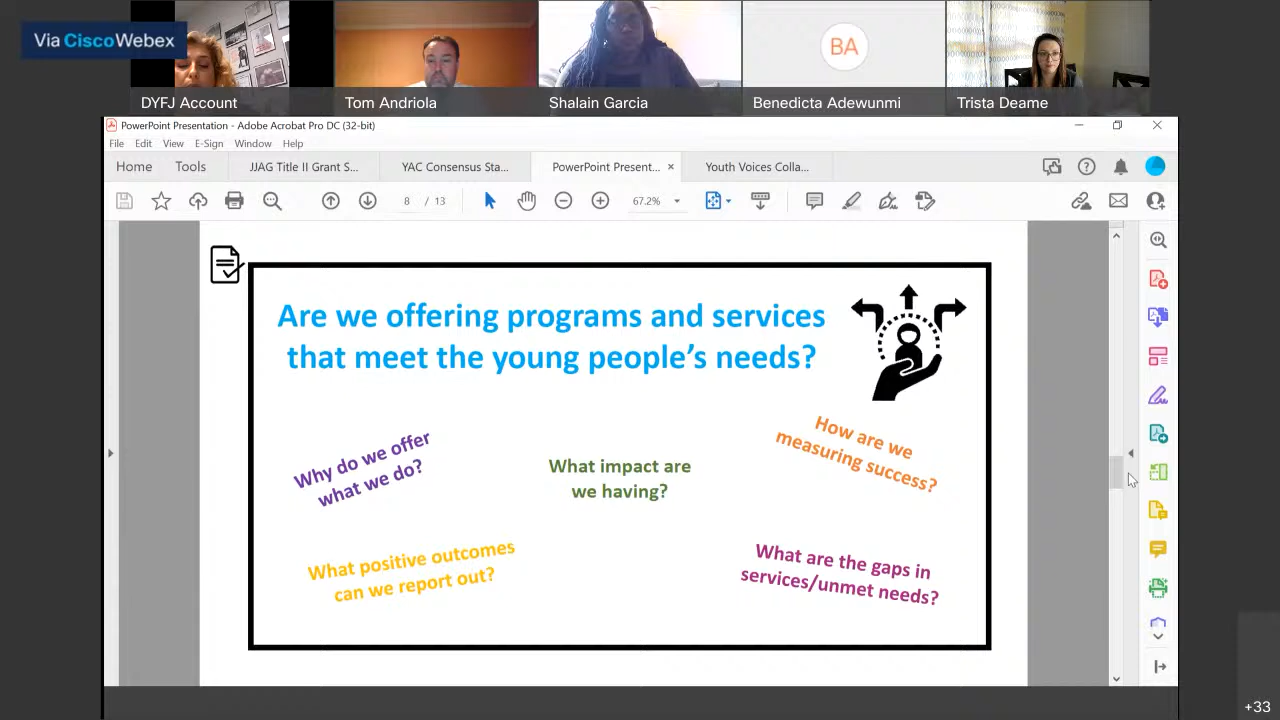 Via Cisco Webex
BA
DYFJ Account
Tom Andriola
Shalain Garcia
Benedicta Adewunmi
Trista Deame
PowerPoint Presentation - Adobe Acrobat Pro DC (32-bit)
File Edit View E-Sign Window Help
Home Tools JJAG Title II Grant S... YAC Consensus Sta... PowerPoint Present... × Youth Voices Colla...
8 / 13 67.2%
Are we offering programs and services
that meet the young people's needs?
Why do we offer
what we do?
What impact are
we having?
How are we
measuring success?
What positive outcomes
can we report out?
What are the gaps in
services/unmet needs?
+33